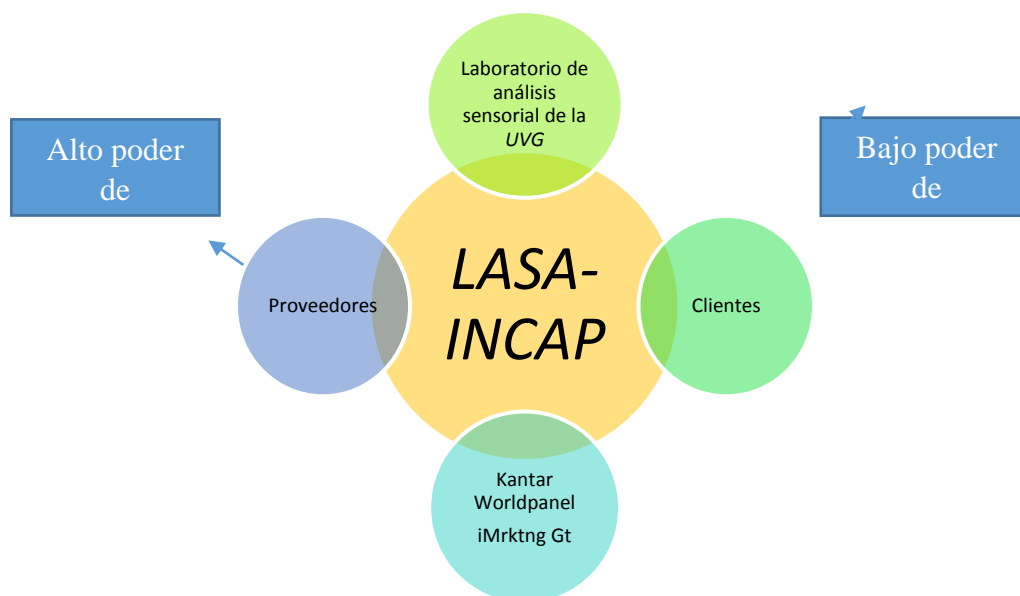 Laboratorio de
análisis
sensorial de la
UVG
Alto poder
de
Bajo poder
de
LASA-
INCAP
Proveedores
Clientes
Kantar
Worldpanel
iMrktng Gt